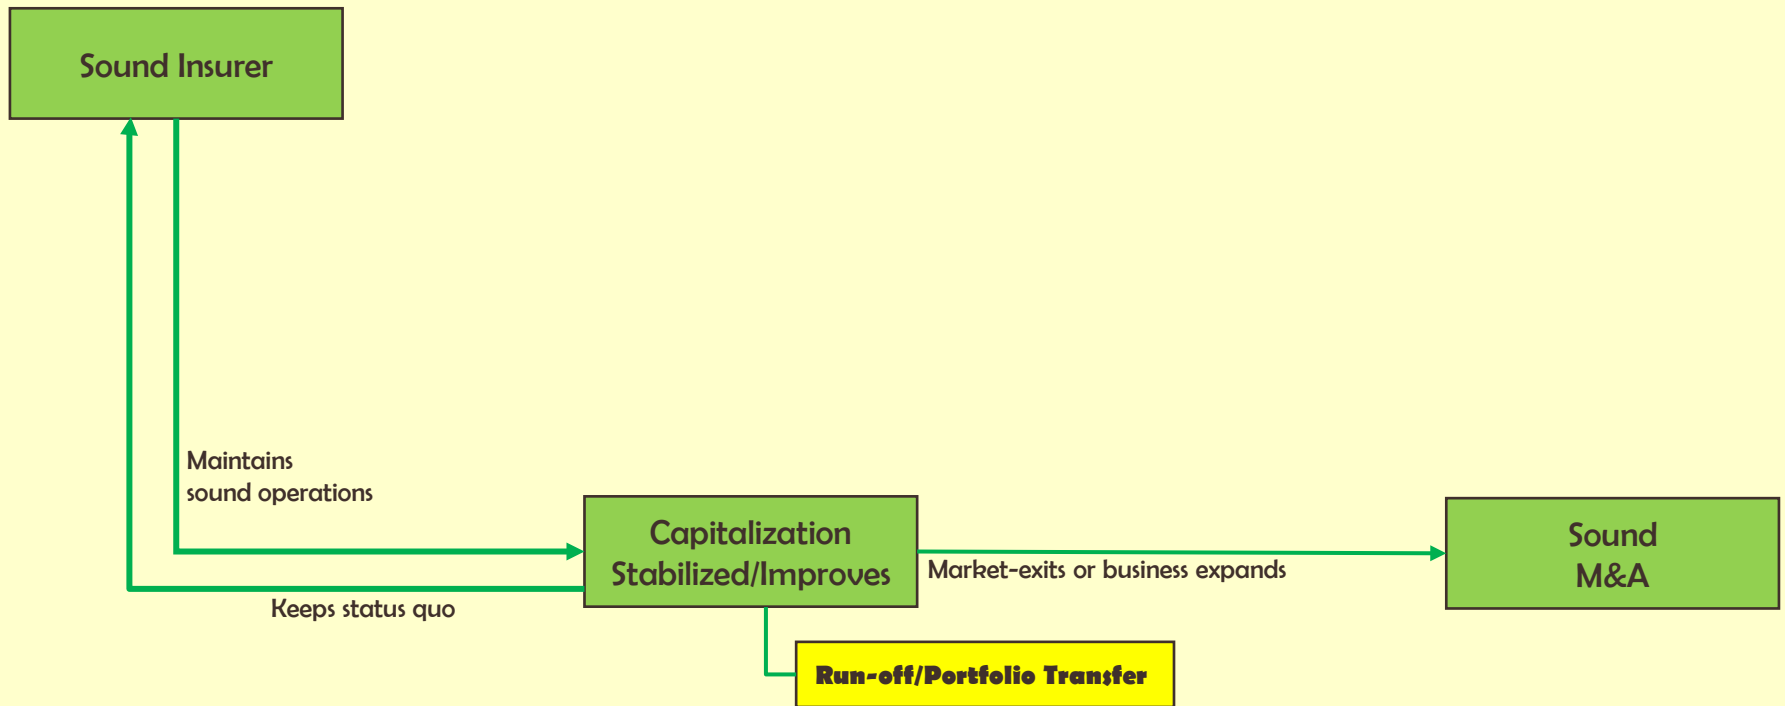 Sound Insurer
Maintains
sound operations
Capitalization
Stabilized/Improves
Sound
M&A
Market-exits or business expands
Keeps status quo
Run-off/Portfolio Transfer